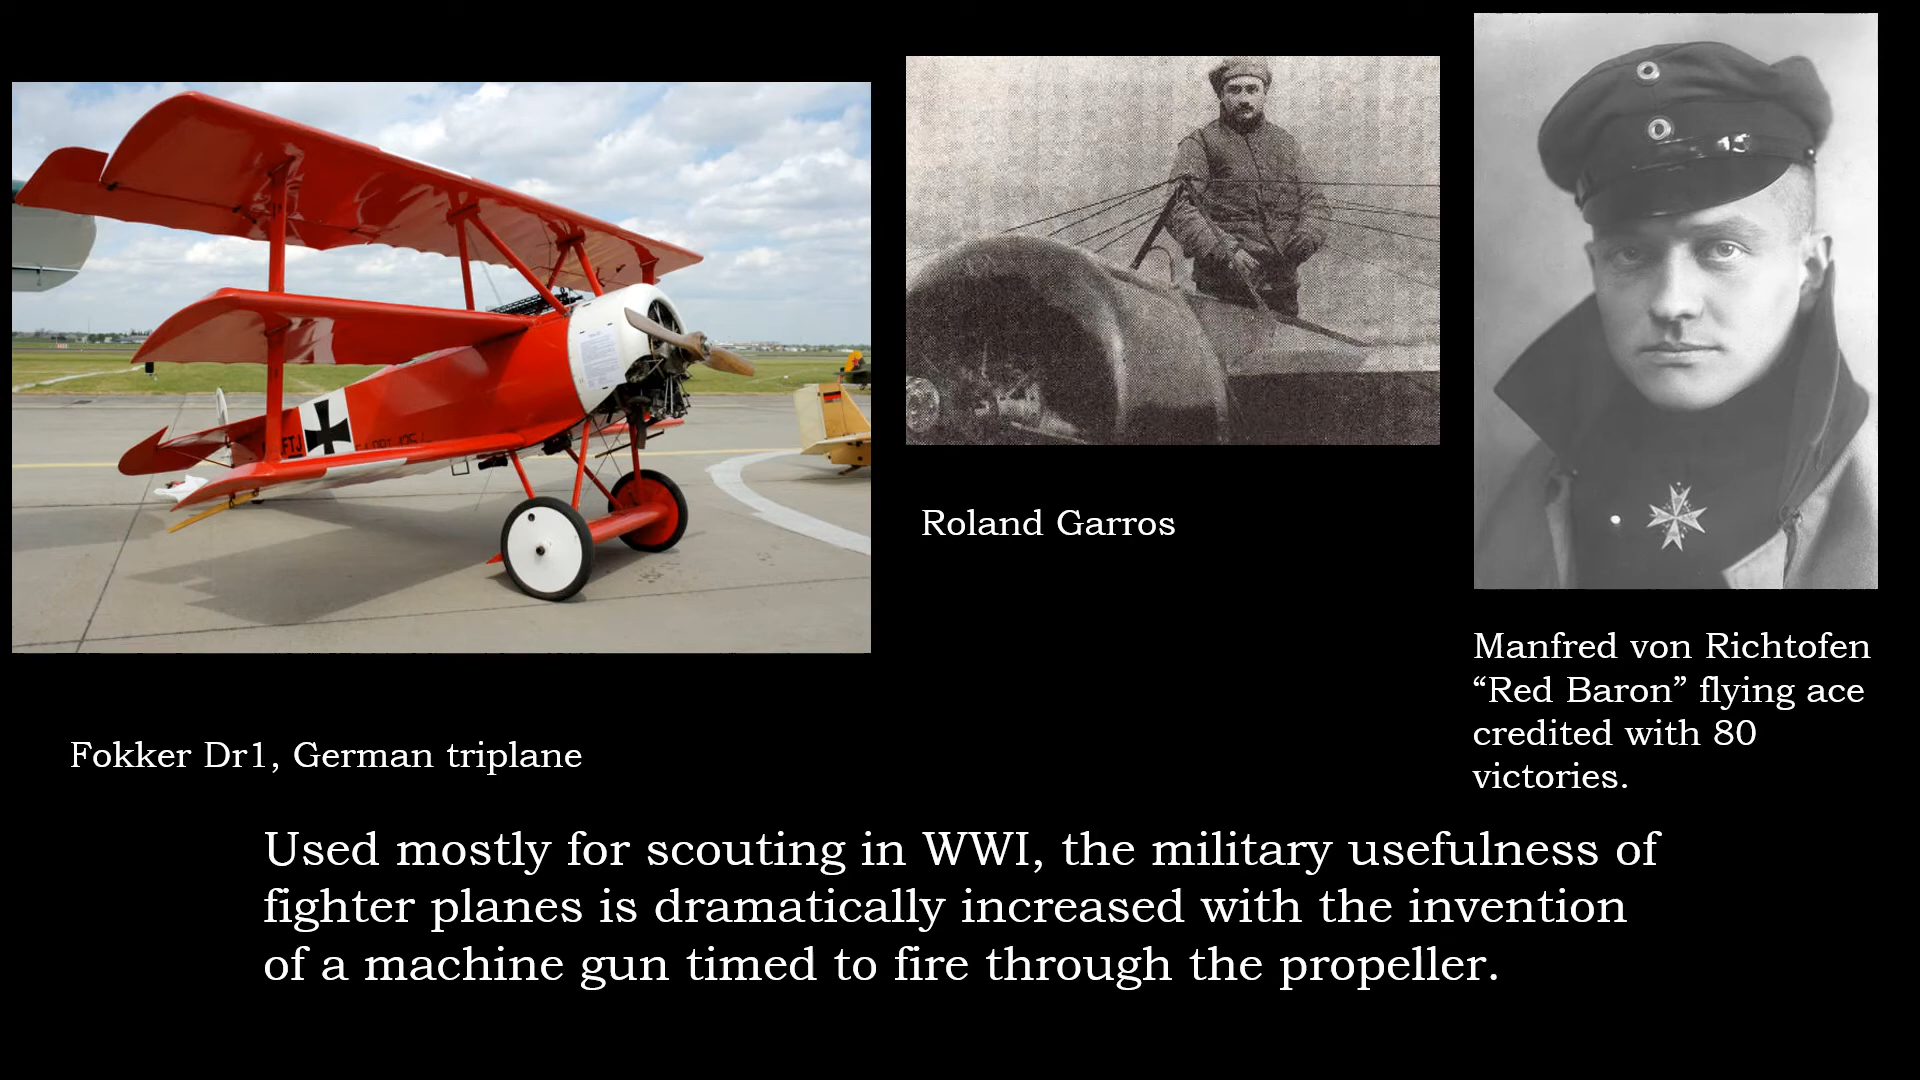 FTJ
Roland Garros
Manfred von Richtofen
“Red Baron” flying ace
credited with 80
victories.
Fokker Dr1, German triplane
Used mostly for scouting in WWI, the military usefulness of
fighter planes is dramatically increased with the invention
of a machine gun timed to fire through the propeller.